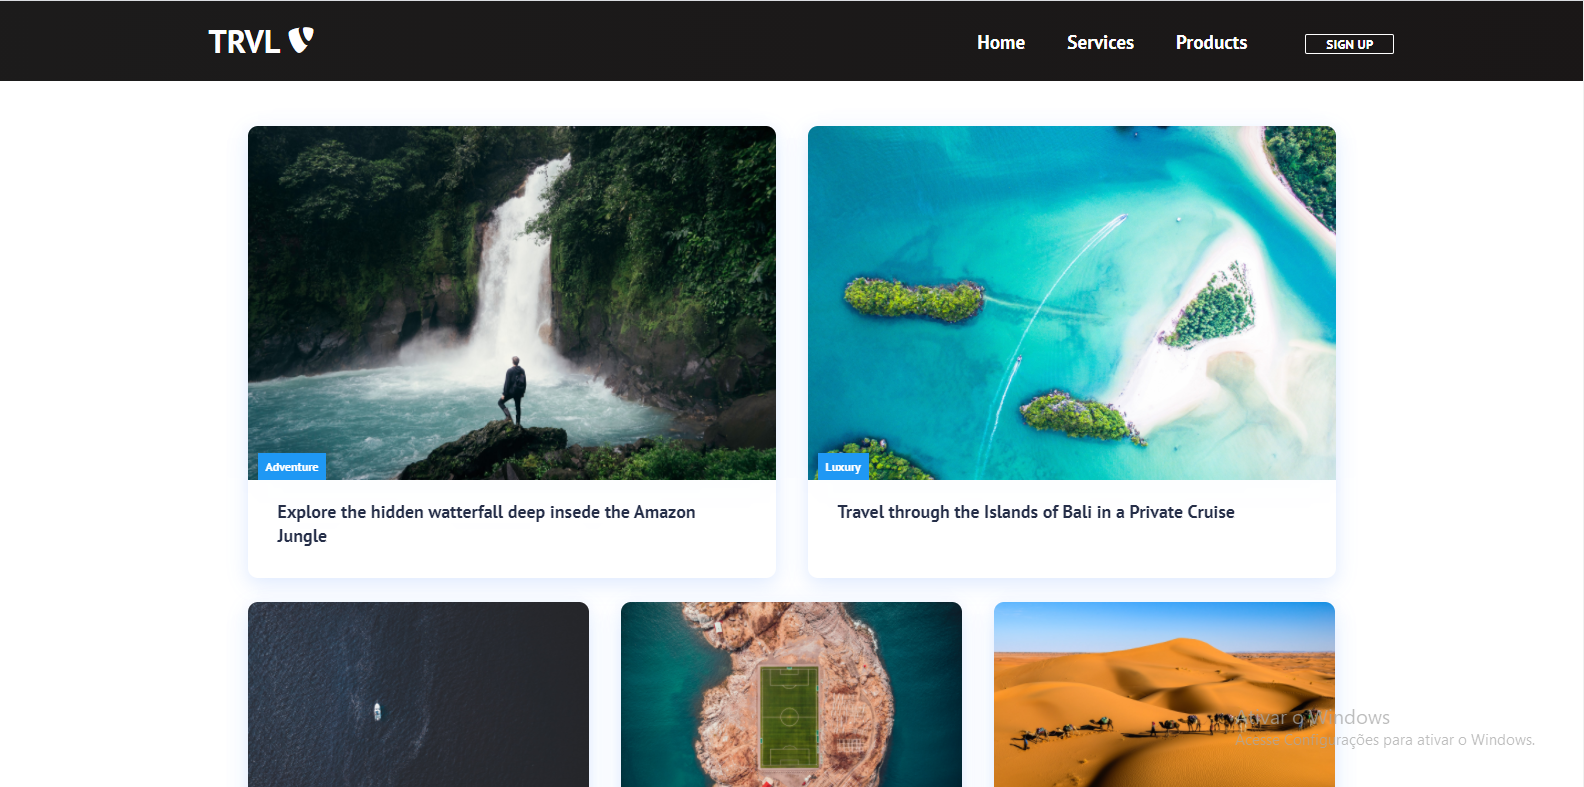 TRVL
Home
Services
Products
SIGN UP
Adventure
Luxury
Explore the hidden watterfall deep insede the Amazon
Jungle
Travel through the Islands of Bali in a Private Cruise
Ativar o Windows
Acesse Configurações para ativar o Windows.